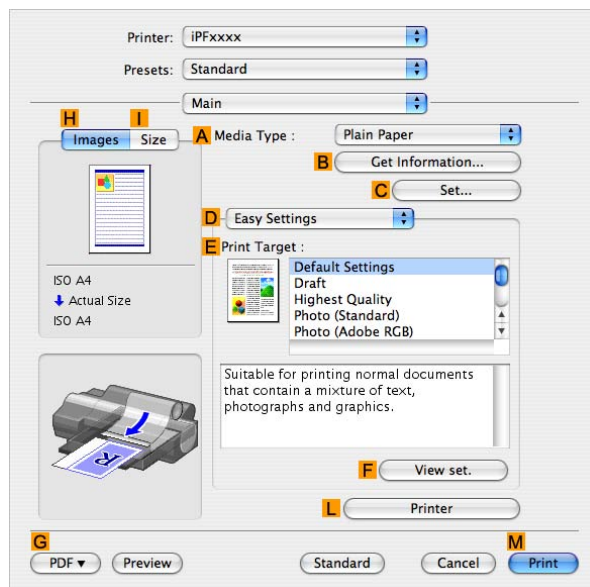 Printer: iPFxxxx
Presets: Standard
Main
H I
Images Size
A Media Type : Plain Paper
B Get Information...
C Set...
D Easy Settings
E Print Target :
Default Settings
Draft
Highest Quality
Photo (Standard)
Photo (Adobe RGB)
ISO A4
Actual Size
ISO A4
Suitable for printing normal documents
that contain a mixture of text,
photographs and graphics.
R
F View set.
L Printer
G M
PDF ▼ Preview Standard Cancel Print